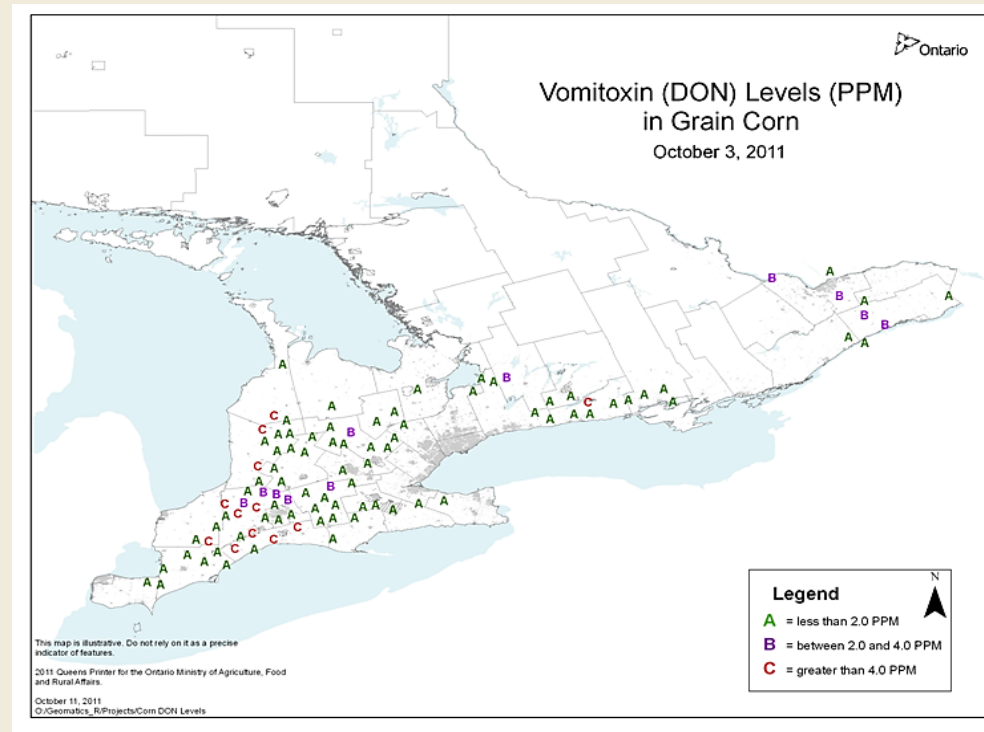 Ontario
Vomitoxin (DON) Levels (PPM)
in Grain Corn
October 3, 2011
B
A
B
A
A
B
B
A
A
A
A
A
B
A
A
A
A
A
C
A
A
A
A
A
A
A
A
A
A
C
A
C
A
A
A
A
A
A
A
A
A
A
B
A
A
A
A
A
A
C
A
A
A
A
A
A
B
B
B
A
B
A
C
B
C
A
A
A
A
C
A
A
A
A
A
A
A
A
A
A
A
A
A
C
C
A
A
C
C
A
C
A
A
A
A
A
A
A
A
N
Legend
A = less than 2.0 PPM
B = between 2.0 and 4.0 PPM
C = greater than 4.0 PPM
This map is illustrative. Do not rely on it as a precise
indicator of features.
2011 Queens Printer for the Ontario Ministry of Agriculture, Food
and Rural Affairs.
October 11, 2011
O:/Geomatics_R/Projects/Corn DON Levels